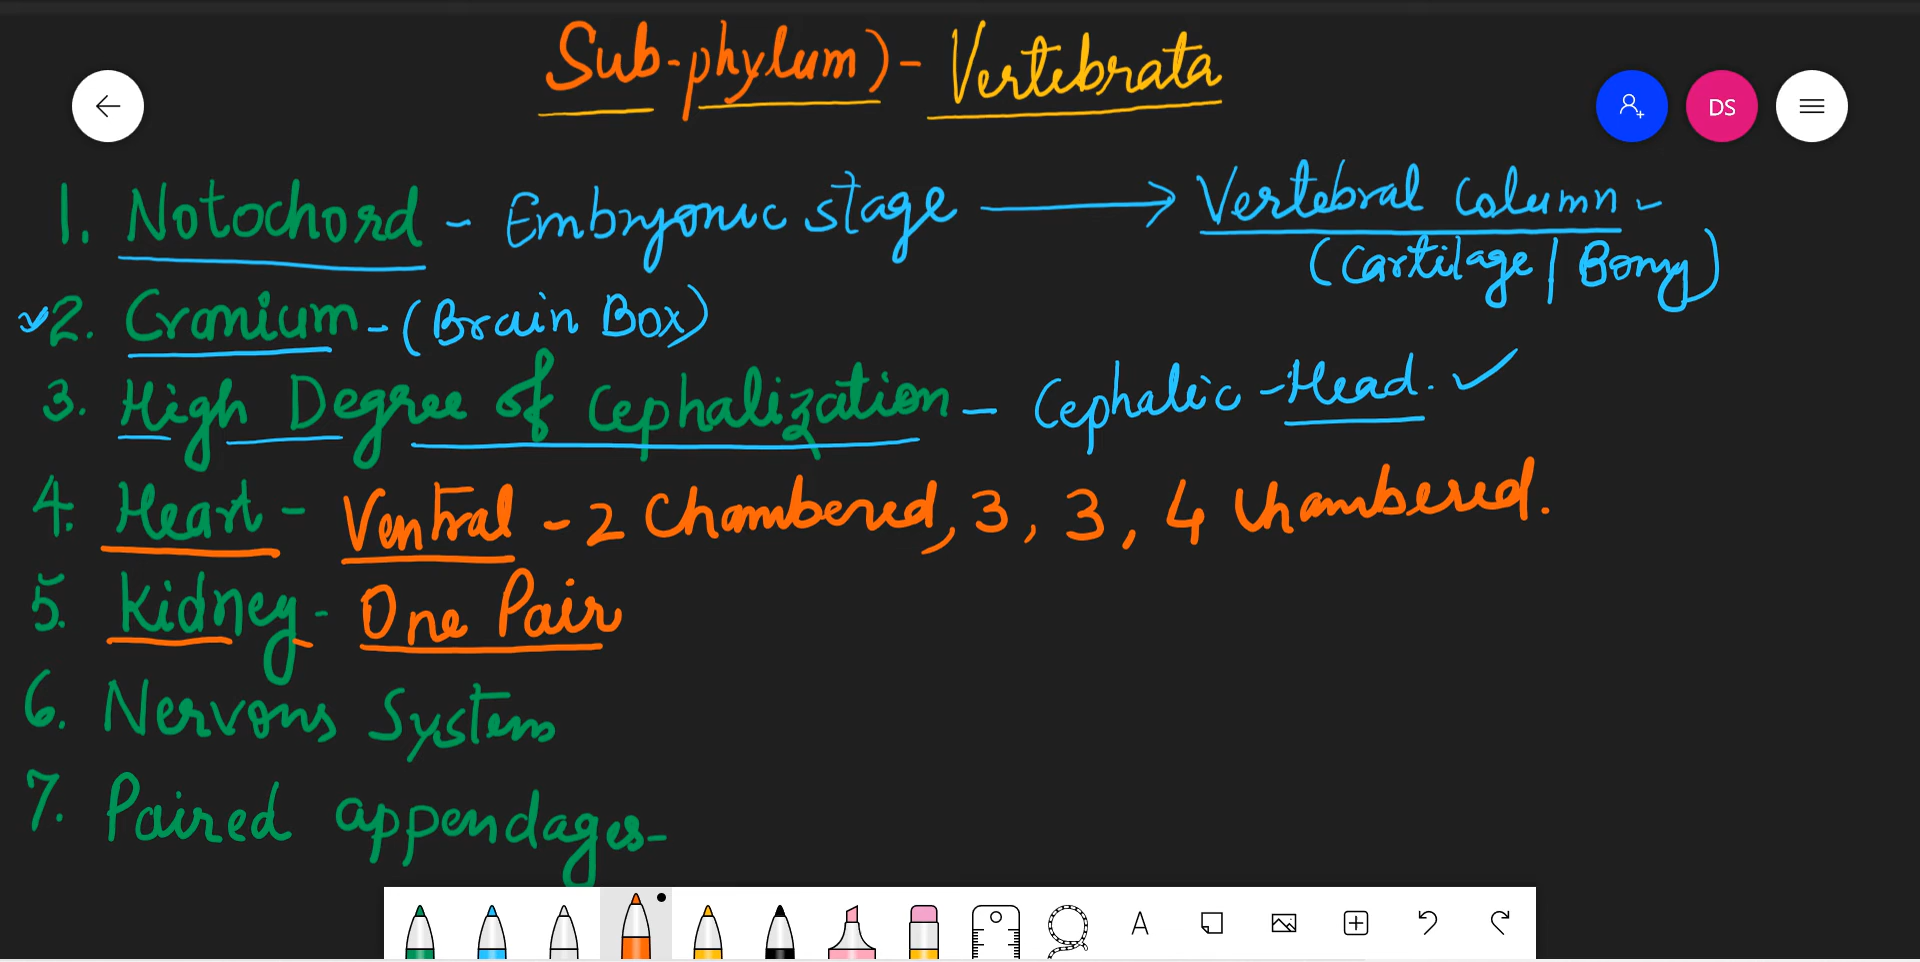 Sub-phylum) - Vertebrata
DS
1. Notochord - Embryonic stage → Vertebral Column -
(Cartilage | Bony)
2. Cranium - (Brain Box)
3. High Degree of Cephalization - Cephalic - Head. ✓
4. Heart - Ventral - 2 Chambered, 3, 3, 4 Chambered.
5. Kidney - One Pair
6. Nervous System
7. Paired appendages -
A